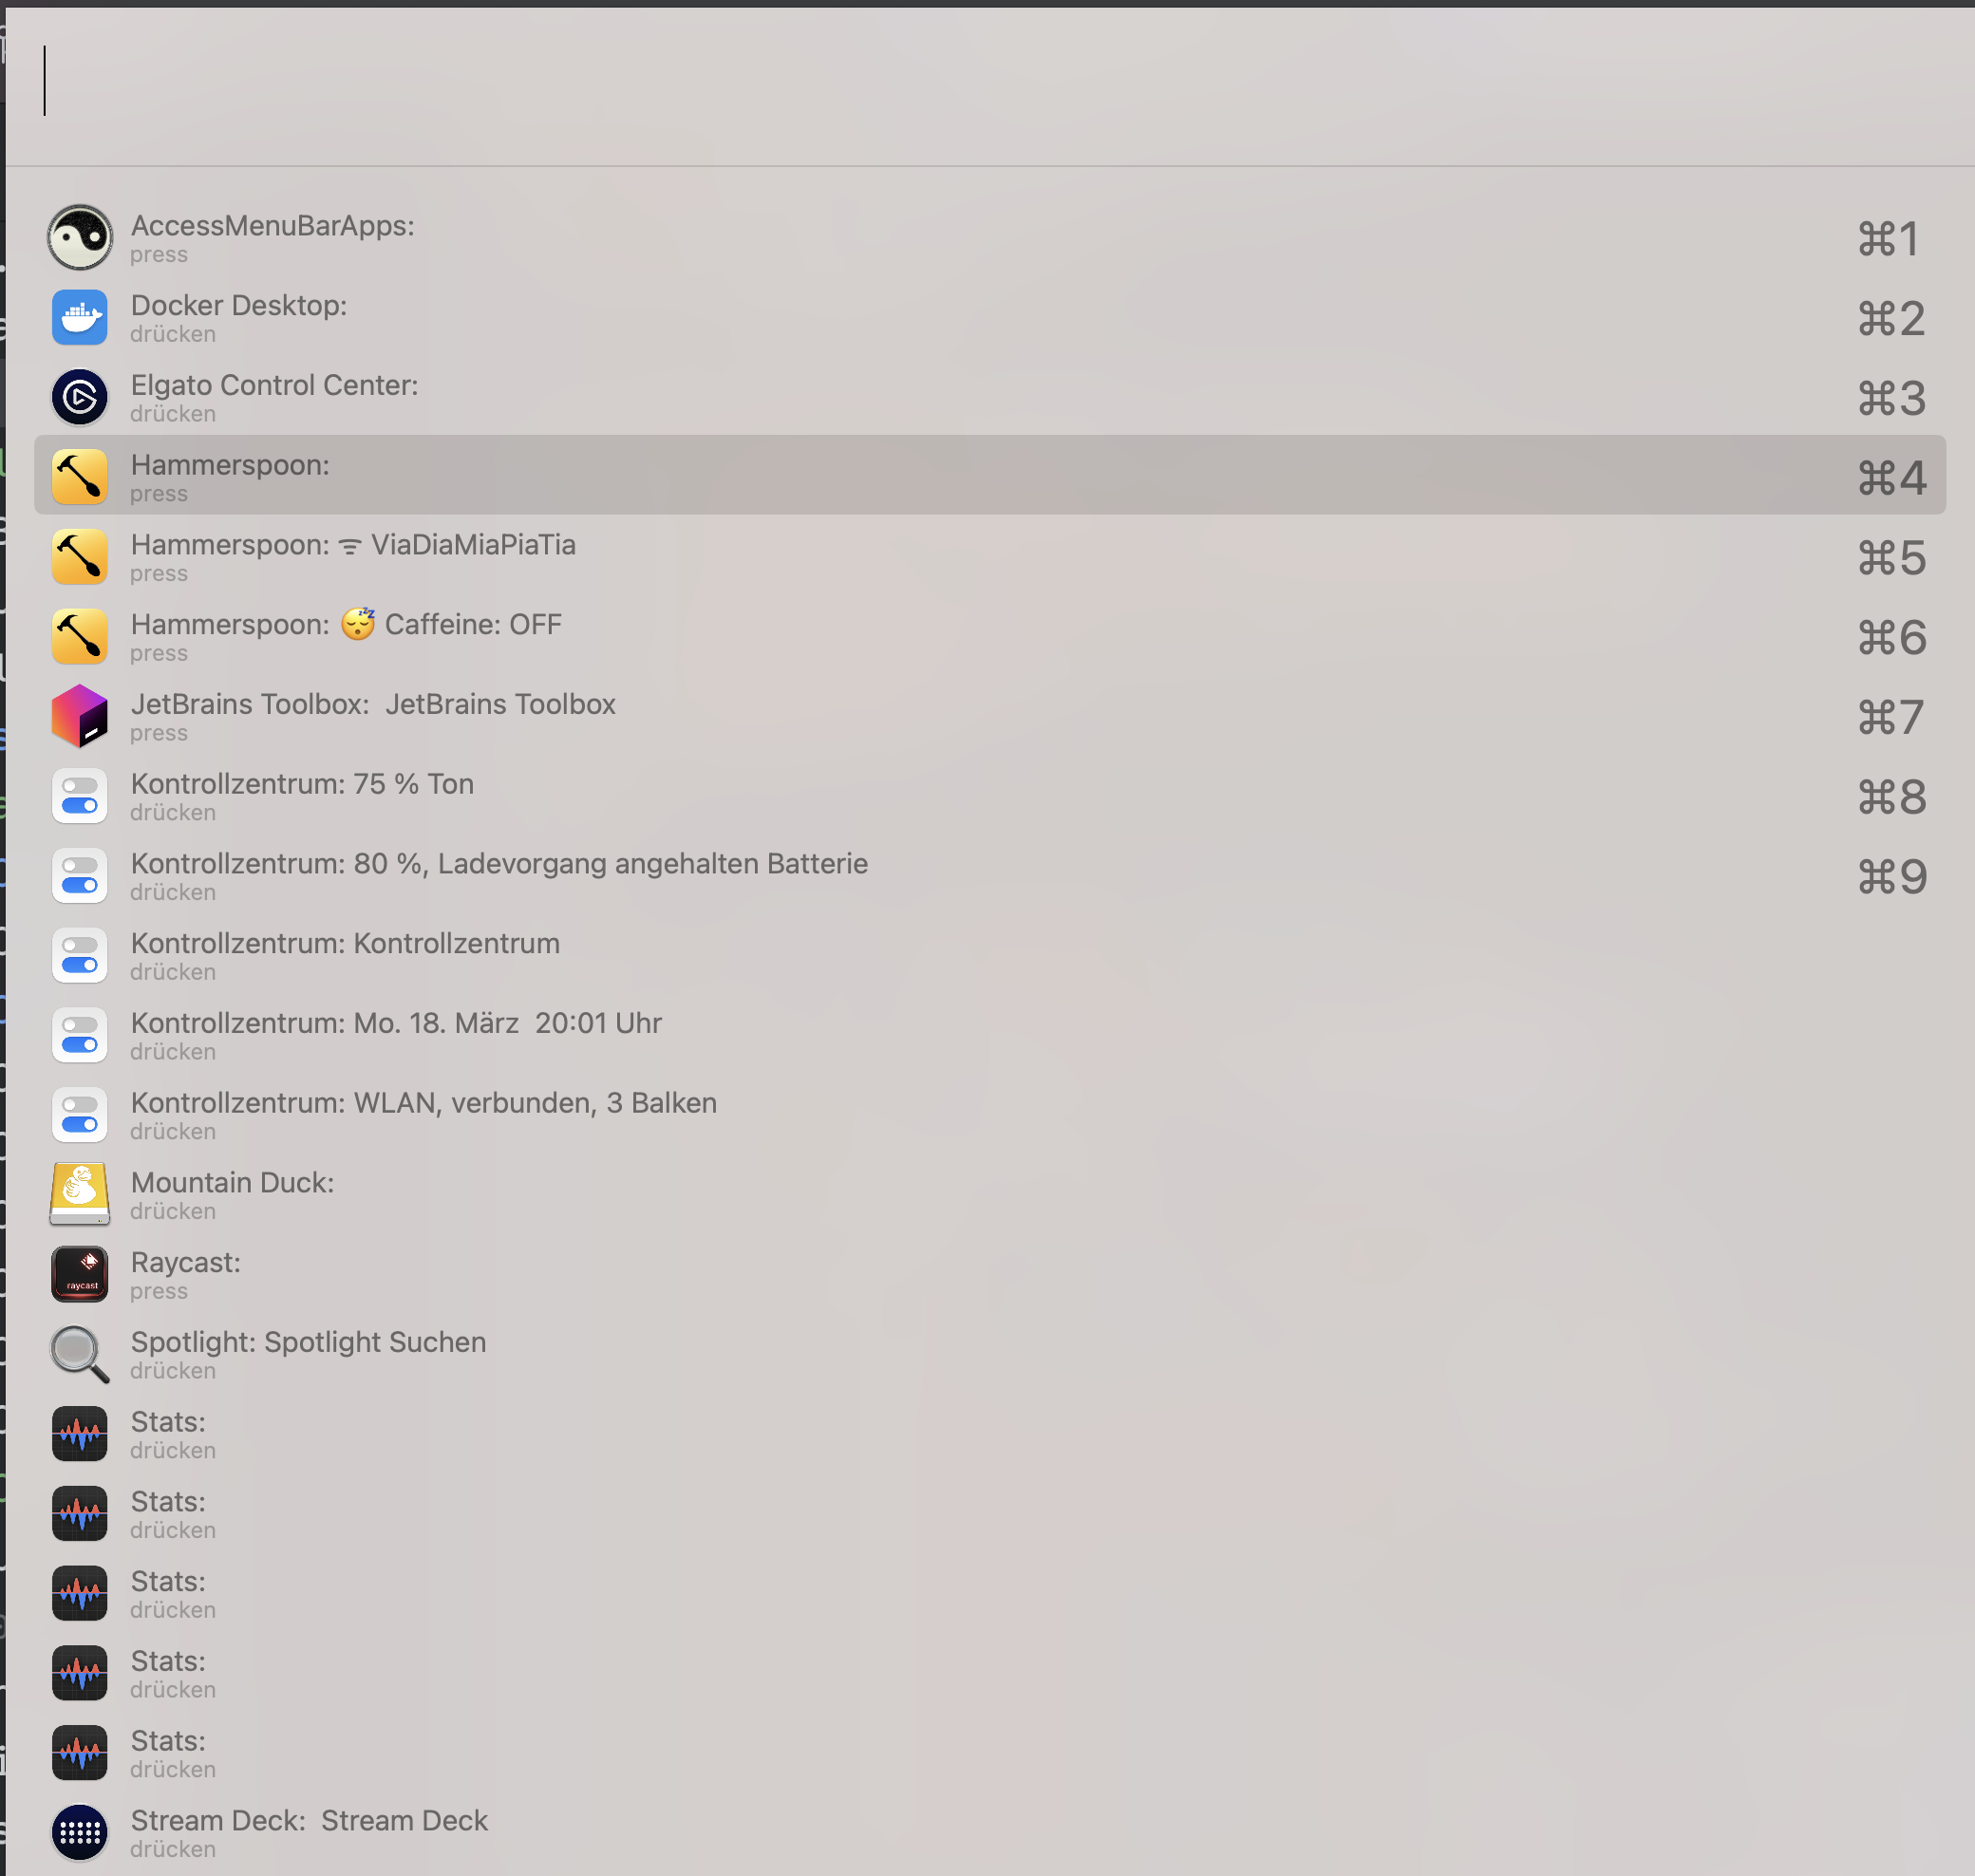 AccessMenuBarApps:
press
⌘1
Docker Desktop:
drücken
⌘2
Elgato Control Center:
drücken
⌘3
Hammerspoon:
press
⌘4
Hammerspoon: ViaDiaMiaPiaTia
press
⌘5
Hammerspoon: 😴 Caffeine: OFF
press
⌘6
JetBrains Toolbox:  JetBrains Toolbox
press
⌘7
Kontrollzentrum: 75 % Ton
drücken
⌘8
Kontrollzentrum: 80 %, Ladevorgang angehalten Batterie
drücken
⌘9
Kontrollzentrum: Kontrollzentrum
drücken
Kontrollzentrum: Mo. 18. März  20:01 Uhr
drücken
Kontrollzentrum: WLAN, verbunden, 3 Balken
drücken
Mountain Duck:
drücken
raycast
Raycast:
press
Spotlight: Spotlight Suchen
drücken
Stats:
drücken
Stats:
drücken
Stats:
drücken
Stats:
drücken
Stats:
drücken
Stream Deck:  Stream Deck
drücken